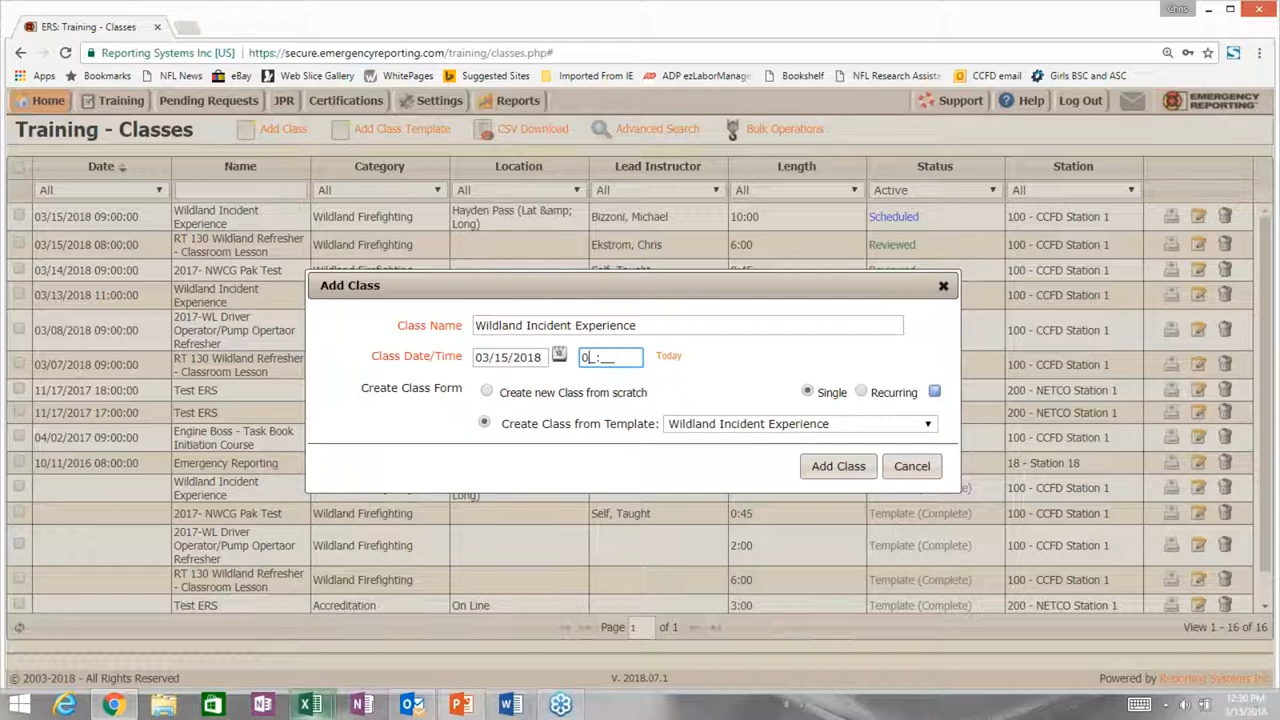 Chris
ERS: Training - Classes
Reporting Systems Inc [US] https://secure.emergencyreporting.com/training/classes.php#
Apps Bookmarks NFL News eBay Web Slice Gallery WhitePages Suggested Sites Imported From IE ADP ezLaborManage Bookshelf NFL Research Assista CCFD email Girls BSC and ASC
Home Training Pending Requests JPR Certifications Settings Reports Support Help Log Out EMERGENCY REPORTING
Training - Classes Add Class Add Class Template CSV Download Advanced Search Bulk Operations
Date Name Category Location Lead Instructor Length Status Station
All All All All All Active All
03/15/2018 09:00:00 Wildland Incident Experience Wildland Firefighting Hayden Pass (Lat &amp; Long) Bizzoni, Michael 10:00 Scheduled 100 - CCFD Station 1
03/15/2018 08:00:00 RT 130 Wildland Refresher - Classroom Lesson Wildland Firefighting Ekstrom, Chris 6:00 Reviewed 100 - CCFD Station 1
03/14/2018 09:00:00 2017- NWCG Pak Test Wildland Firefighting 100 - CCFD Station 1
03/13/2018 11:00:00 Wildland Incident Experience 100 - CCFD Station 1
03/08/2018 09:00:00 2017-WL Driver Operator/Pump Opertaor Refresher 100 - CCFD Station 1
03/07/2018 09:00:00 RT 130 Wildland Refresher - Classroom Lesson 100 - CCFD Station 1
11/17/2018 18:00:00 Test ERS 200 - NETCO Station 1
11/17/2017 17:00:00 Test ERS 200 - NETCO Station 1
04/02/2017 09:00:00 Engine Boss - Task Book Initiation Course 100 - CCFD Station 1
10/11/2016 08:00:00 Emergency Reporting 18 - Station 18
Wildland Incident Experience Long) 100 - CCFD Station 1
2017- NWCG Pak Test Wildland Firefighting Self, Taught 0:45 Template (Complete) 100 - CCFD Station 1
2017-WL Driver Operator/Pump Opertaor Refresher Wildland Firefighting 2:00 Template (Complete) 100 - CCFD Station 1
RT 130 Wildland Refresher - Classroom Lesson Wildland Firefighting 6:00 Template (Complete) 100 - CCFD Station 1
Test ERS Accreditation On Line 3:00 Template (Complete) 200 - NETCO Station 1
Add Class
Class Name Wildland Incident Experience
Class Date/Time 03/15/2018 0_:__ Today
Create Class Form Create new Class from scratch Single Recurring
Create Class from Template: Wildland Incident Experience
Add Class Cancel
Page 1 of 1 View 1 - 16 of 16
© 2003-2018 - All Rights Reserved V. 2018.07.1 Powered by Reporting Systems Inc
12:30 PM
3/15/2018